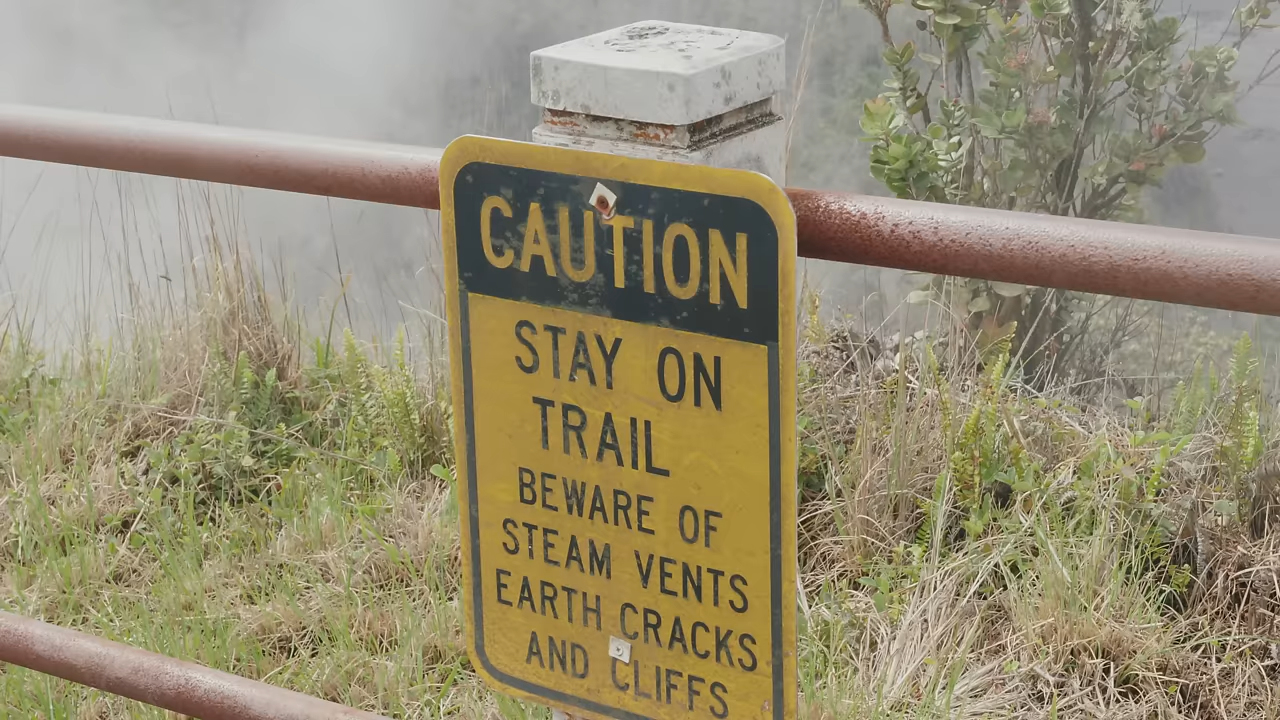 CAUTION
STAY ON
TRAIL
BEWARE OF
STEAM VENTS
EARTH CRACKS
AND CLIFFS